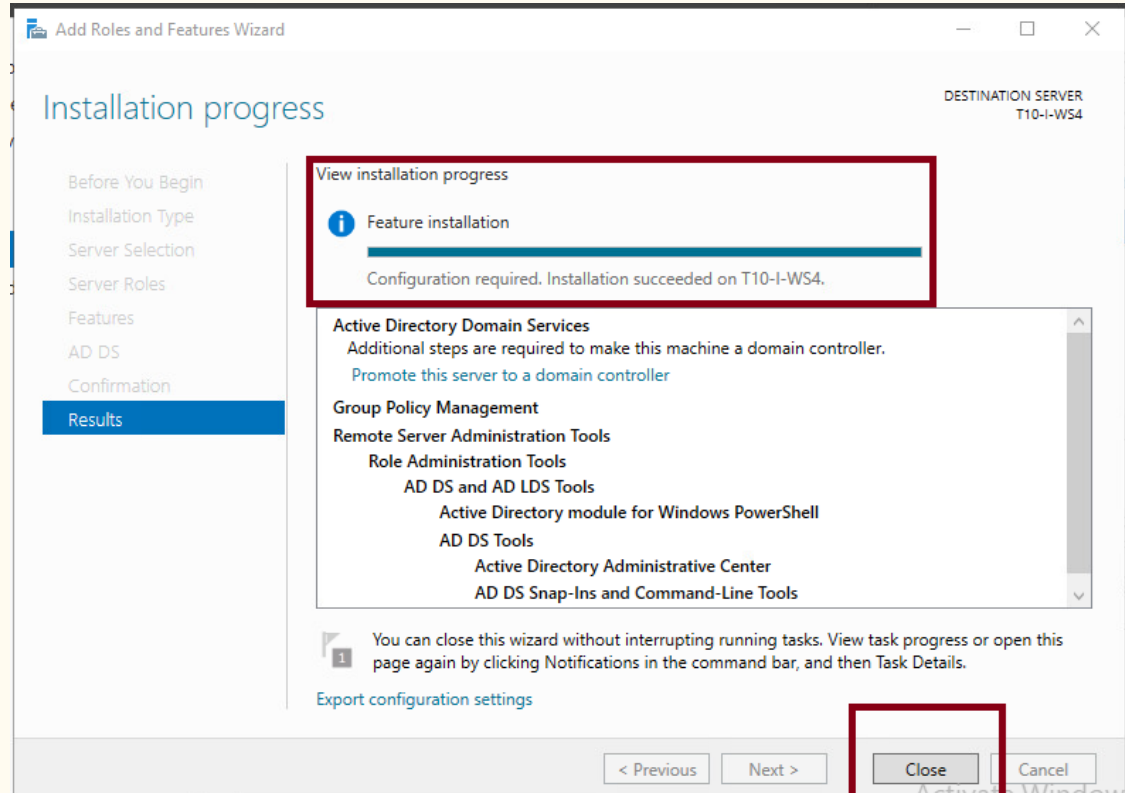 Add Roles and Features Wizard
Installation progress
DESTINATION SERVER
T10-I-WS4
Before You Begin
Installation Type
Server Selection
Server Roles
Features
AD DS
Confirmation
Results
View installation progress
Feature installation
Configuration required. Installation succeeded on T10-I-WS4.
Active Directory Domain Services
Additional steps are required to make this machine a domain controller.
Promote this server to a domain controller
Group Policy Management
Remote Server Administration Tools
Role Administration Tools
AD DS and AD LDS Tools
Active Directory module for Windows PowerShell
AD DS Tools
Active Directory Administrative Center
AD DS Snap-Ins and Command-Line Tools
1
You can close this wizard without interrupting running tasks. View task progress or open this
page again by clicking Notifications in the command bar, and then Task Details.
Export configuration settings
< Previous
Next >
Close
Cancel